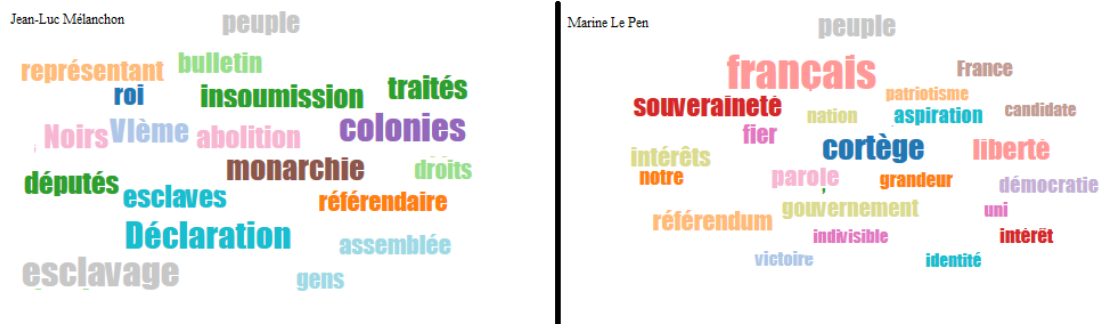 Jean-Luc Mélanchon
peuple
représentant bulletin
roi insoumission traités
Noirs VIème abolition colonies
monarchie droits
députés esclaves référendaire
Déclaration assemblée
esclavage gens
Marine Le Pen
peuple
français France
souveraineté patriotisme
nation aspiration candidate
fier cortège liberté
intérêts
notre parole grandeur démocratie
référendum gouvernement uni
indivisible intérêt
victoire identité